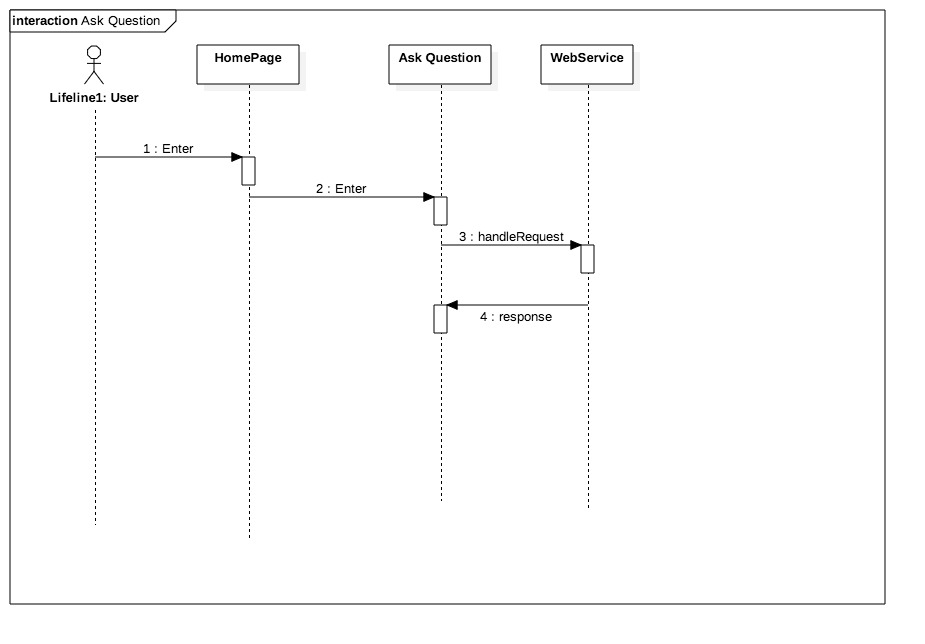 interaction Ask Question
HomePage
Ask Question
WebService
Lifeline1: User
1 : Enter
2 : Enter
3 : handleRequest
4 : response